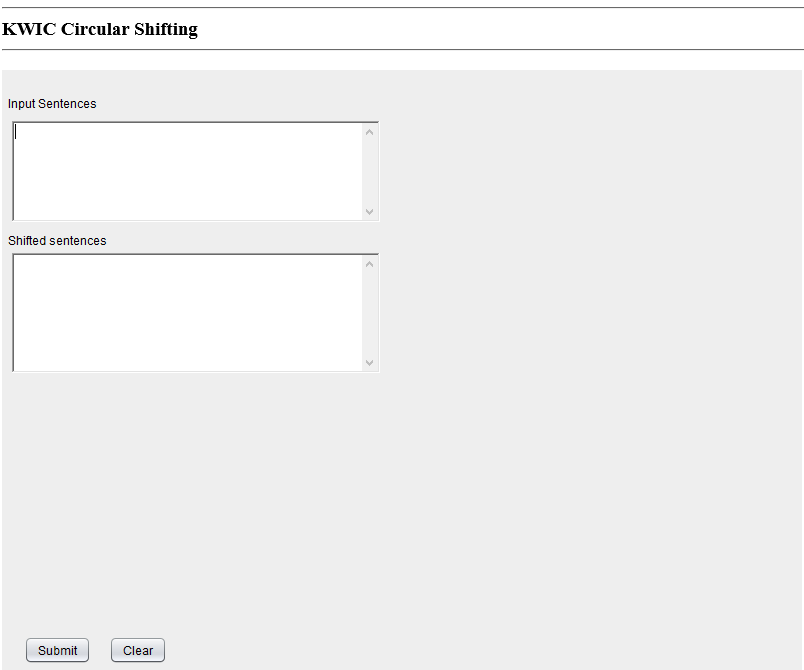 KWIC Circular Shifting
Input Sentences
Shifted sentences
Submit Clear